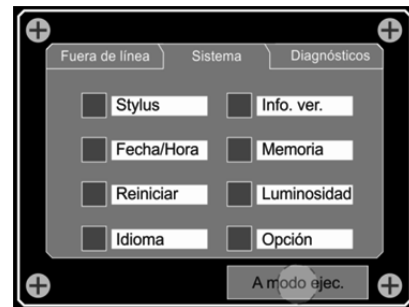 Fuera de línea Sistema Diagnósticos
Stylus Info. ver.
Fecha/Hora Memoria
Reiniciar Luminosidad
Idioma Opción
A modo ejec.